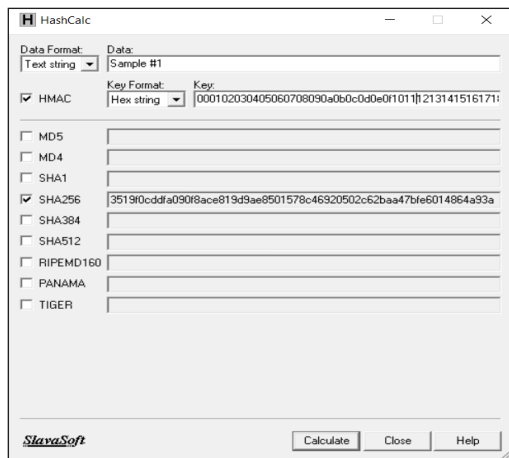 H HashCalc
Data Format: Data:
Text string Sample #1
Key Format: Key:
HMAC Hex string 000102030405060708090a0b0c0d0e0f101112131415161718
MD5
MD4
SHA1
SHA256 3519f0cddfa090f8ace819d9ae8501578c46920502c62baa47bfe6014864a93a
SHA384
SHA512
RIPEMD160
PANAMA
TIGER
SlavaSoft Calculate Close Help